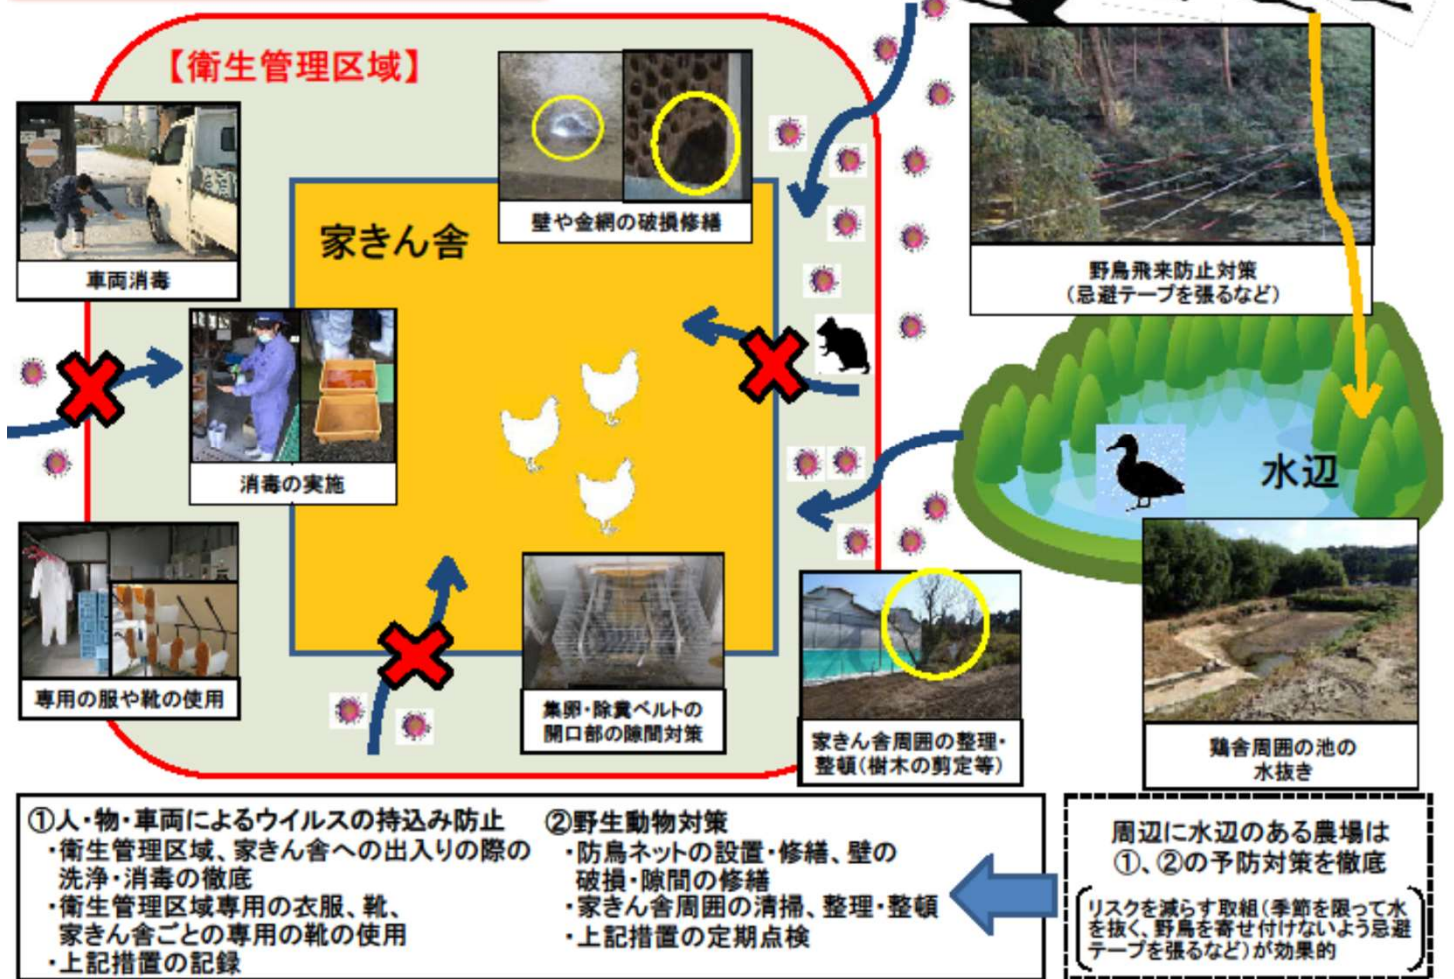 【衛生管理区域】
車両消毒
壁や金網の破損修繕
家きん舎
野鳥飛来防止対策
(忌避テープを張るなど)
消毒の実施
水辺
専用の服や靴の使用
集卵・除糞ベルトの
開口部の隙間対策
家きん舎周囲の整理・
整頓(樹木の剪定等)
鶏舎周囲の池の
水抜き
①人・物・車両によるウイルスの持込み防止
・衛生管理区域、家きん舎への出入りの際の
洗浄・消毒の徹底
・衛生管理区域専用の衣服、靴、
家きん舎ごとの専用の靴の使用
・上記措置の記録
②野生動物対策
・防鳥ネットの設置・修繕、壁の
破損・隙間の修繕
・家きん舎周囲の清掃、整理・整頓
・上記措置の定期点検
周辺に水辺のある農場は
①、②の予防対策を徹底
リスクを減らす取組(季節を限って水
を抜く、野鳥を寄せ付けないよう忌避
テープを張るなど)が効果的